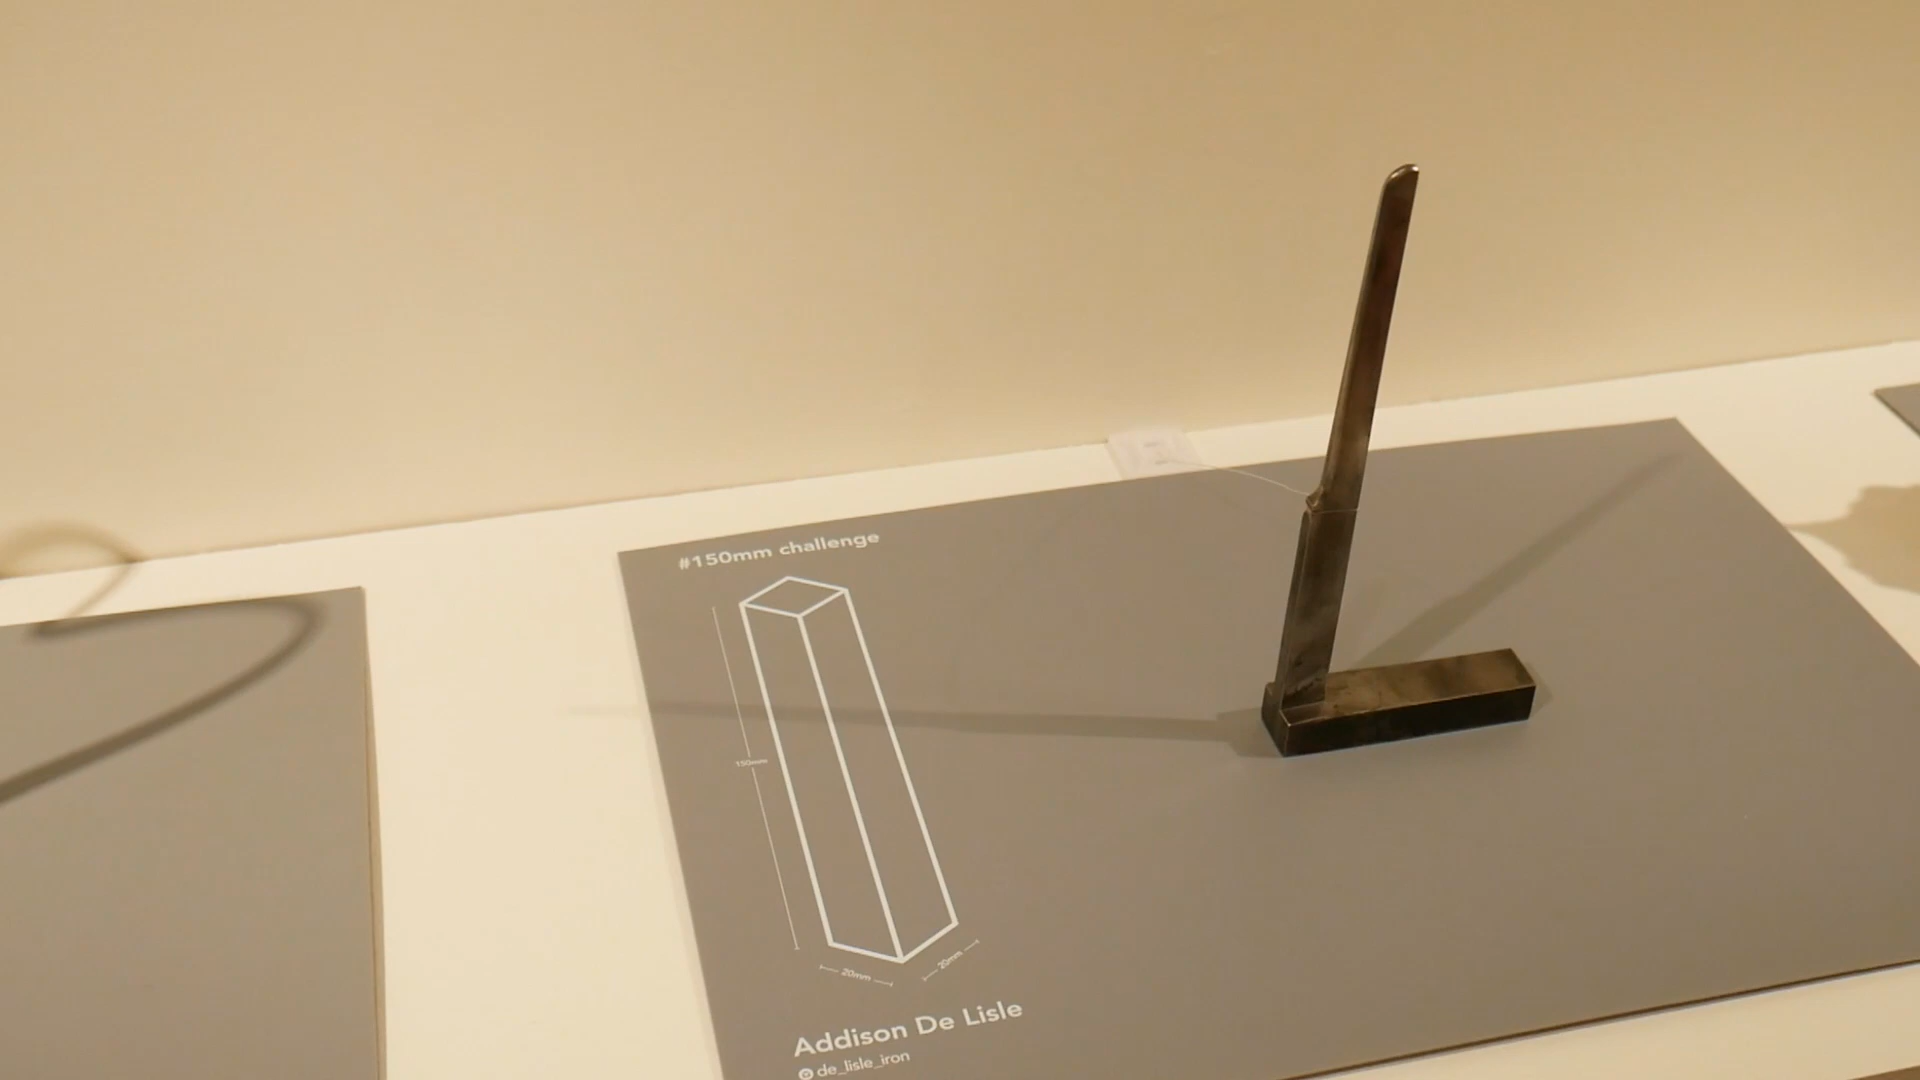 #150mm challenge
150mm
20mm
20mm
Addison De Lisle
de_lisle_iron